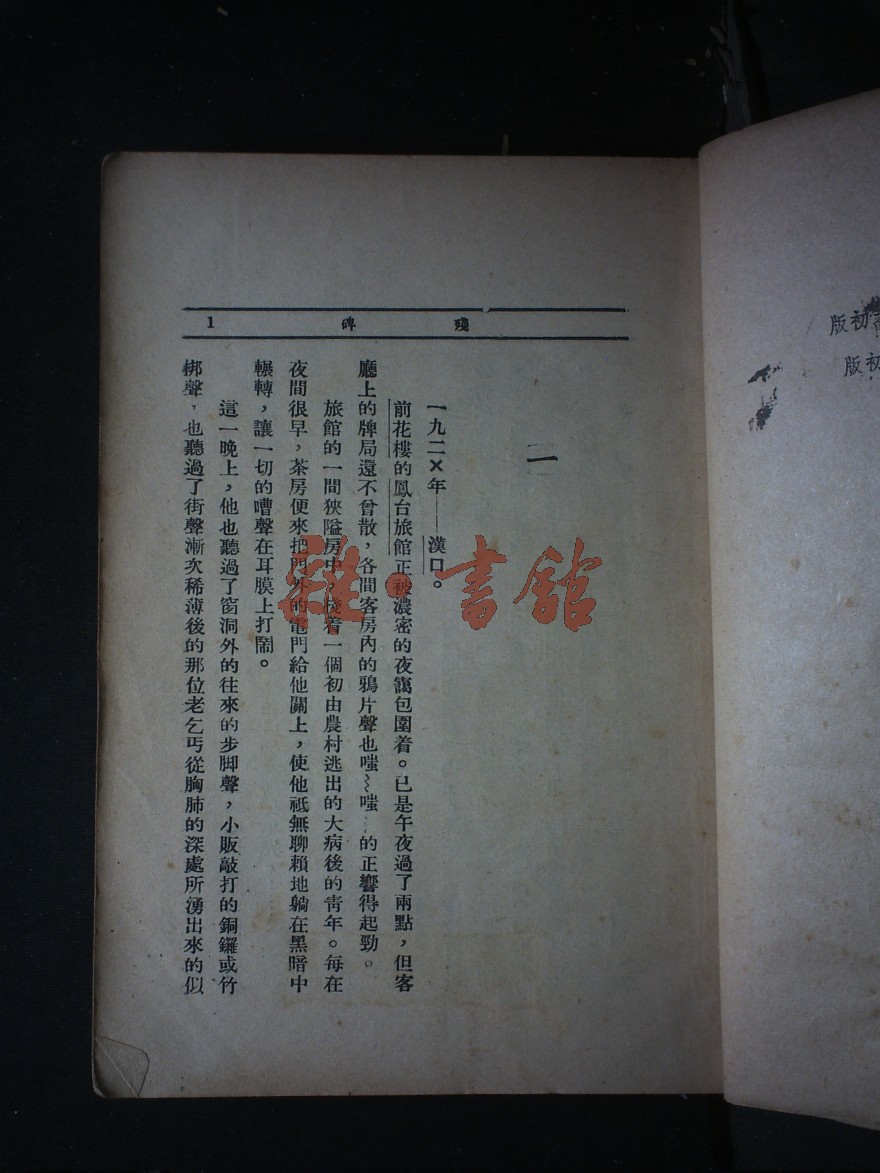 殘碑 1
一
一九二×年——漢口。
前花樓的鳳台旅館正被濃密的夜靄包圍着。已是午夜過了兩點，但客
廳上的牌局還不曾散，各間客房內的鴉片聲也嗤～嗤…的正響得起勁。
旅館的一間狹隘房中，着一個初由農村逃出的大病後的靑年。每在
夜間很早，茶房便來把門外的電門給他關上，使他祗無聊賴地躺在黑暗中
輾轉，讓一切的嘈聲在耳膜上打鬧。
這一晚上，他也聽過了窗洞外的往來的步脚聲，小販敲打的銅鑼或竹
梆聲，也聽過了街聲漸次稀薄後的那位老乞丐從胸肺的深處所湧出來的似
雜·書館
初版
初版